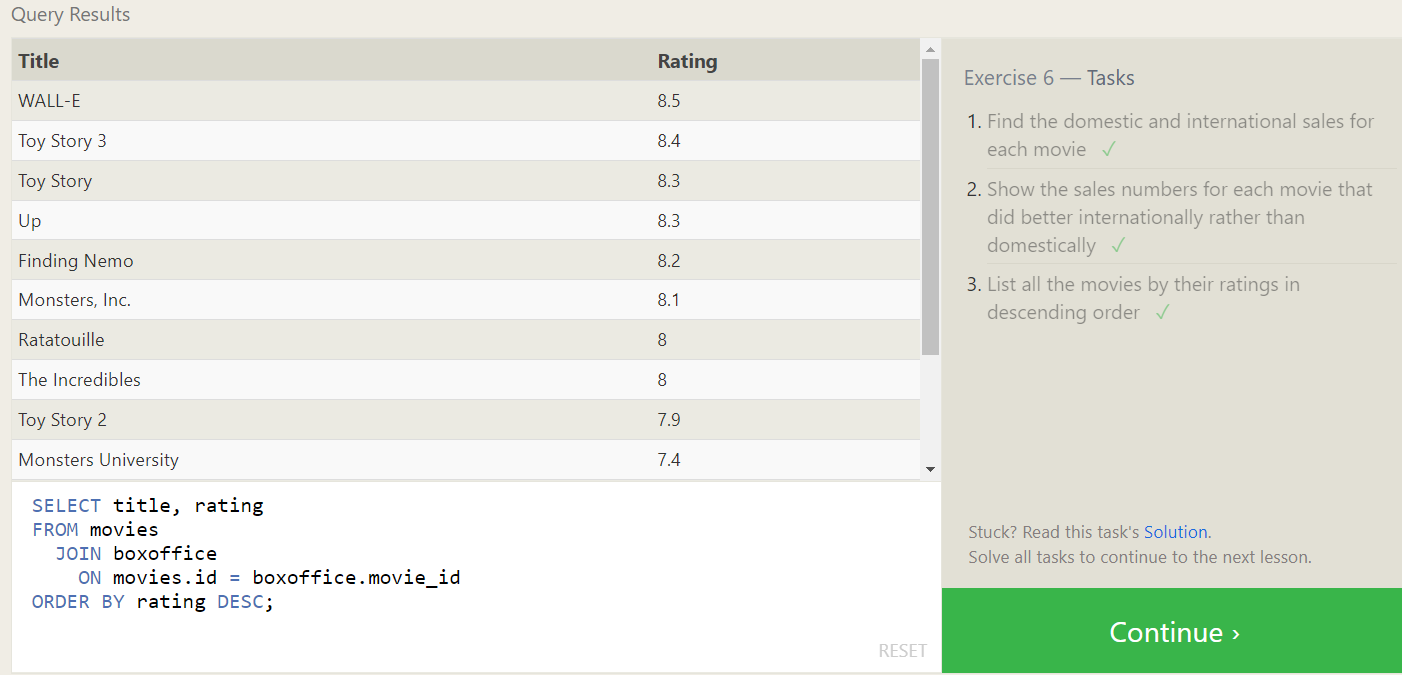 Query Results
Title Rating
WALL-E 8.5
Toy Story 3 8.4
Toy Story 8.3
Up 8.3
Finding Nemo 8.2
Monsters, Inc. 8.1
Ratatouille 8
The Incredibles 8
Toy Story 2 7.9
Monsters University 7.4
SELECT title, rating
FROM movies
  JOIN boxoffice
    ON movies.id = boxoffice.movie_id
ORDER BY rating DESC;
RESET
Exercise 6 — Tasks
1. Find the domestic and international sales for
each movie ✓
2. Show the sales numbers for each movie that
did better internationally rather than
domestically ✓
3. List all the movies by their ratings in
descending order ✓
Stuck? Read this task's Solution.
Solve all tasks to continue to the next lesson.
Continue ›